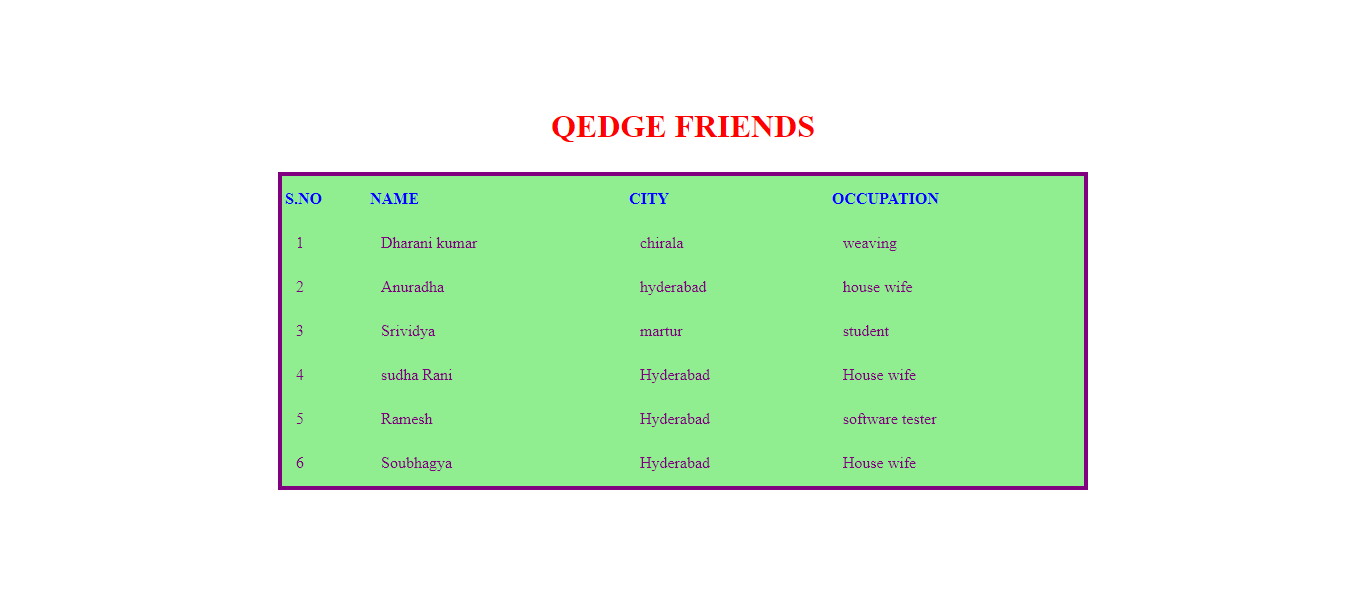 QEDGE FRIENDS
S.NO NAME CITY OCCUPATION
1 Dharani kumar chirala weaving
2 Anuradha hyderabad house wife
3 Srividya martur student
4 sudha Rani Hyderabad House wife
5 Ramesh Hyderabad software tester
6 Soubhagya Hyderabad House wife